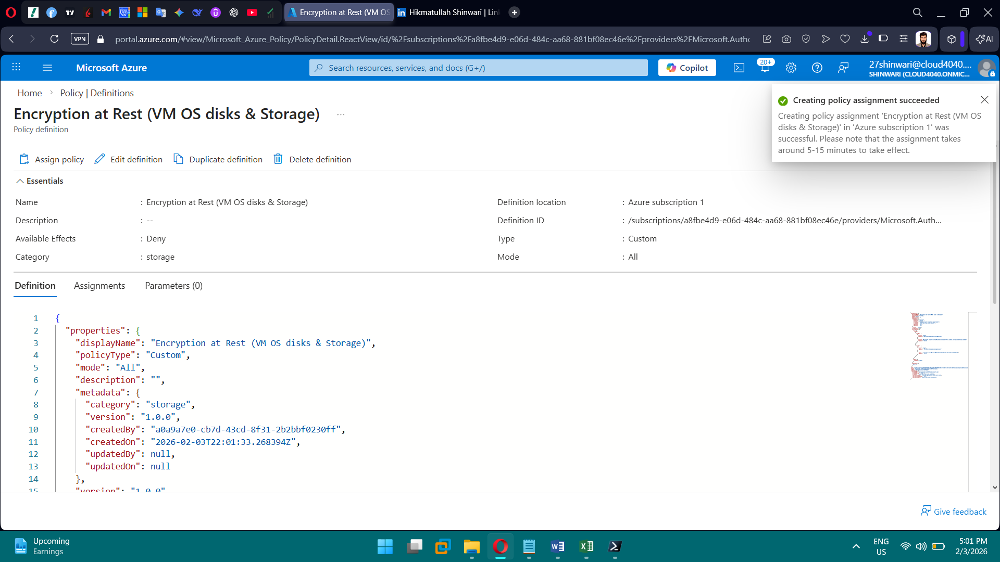 Encryption at Rest (VM OS
Hikmatullah Shinwari | Lin
VPN
portal.azure.com/#view/Microsoft_Azure_Policy/PolicyDetail.ReactView/id/%2Fsubscriptions%2Fa8fbe4d9-e06d-484c-aa68-881bf08ec46e%2Fproviders%2FMicrosoft.Autho
AI
Microsoft Azure
Search resources, services, and docs (G+/)
Copilot
20+
27shinwari@cloud4040....
SHINWARI (CLOUD4040.ONMIC...
Home
Policy | Definitions
Encryption at Rest (VM OS disks & Storage)
...
Policy definition
Creating policy assignment succeeded
Creating policy assignment 'Encryption at Rest (VM OS
disks & Storage)' in 'Azure subscription 1' was
successful. Please note that the assignment takes
around 5-15 minutes to take effect.
Assign policy
Edit definition
Duplicate definition
Delete definition
Essentials
Name : Encryption at Rest (VM OS disks & Storage)
Definition location : Azure subscription 1
Description : --
Definition ID : /subscriptions/a8fbe4d9-e06d-484c-aa68-881bf08ec46e/providers/Microsoft.Auth...
Available Effects : Deny
Type : Custom
Category : storage
Mode : All
Definition
Assignments
Parameters (0)
1 {
2 "properties": {
3 "displayName": "Encryption at Rest (VM OS disks & Storage)",
4 "policyType": "Custom",
5 "mode": "All",
6 "description": "",
7 "metadata": {
8 "category": "storage",
9 "version": "1.0.0",
10 "createdBy": "a0a9a7e0-cb7d-43cd-8f31-2b2bbf0230ff",
11 "createdOn": "2026-02-03T22:01:33.268394Z",
12 "updatedBy": null,
13 "updatedOn": null
14 },
15 "version": "1.0.0"
Give feedback
Upcoming
Earnings
ENG
US
5:01 PM
2/3/2026